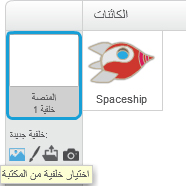 الكائنات
المنصة
خلفية 1
Spaceship
خلفية جديدة:
اختيار خلفية من المكتبة